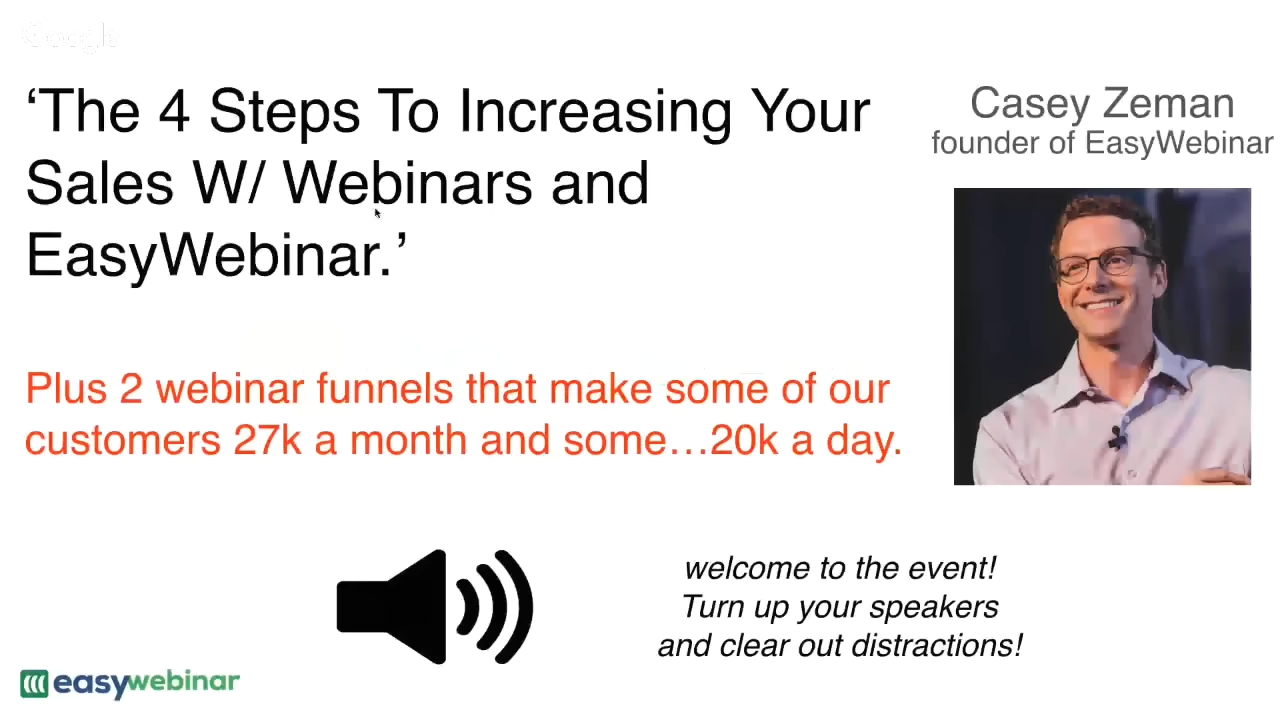 Google
‘The 4 Steps To Increasing Your
Sales W/ Webinars and
EasyWebinar.’
Casey Zeman
founder of EasyWebinar
Plus 2 webinar funnels that make some of our
customers 27k a month and some…20k a day.
welcome to the event!
Turn up your speakers
and clear out distractions!
easywebinar